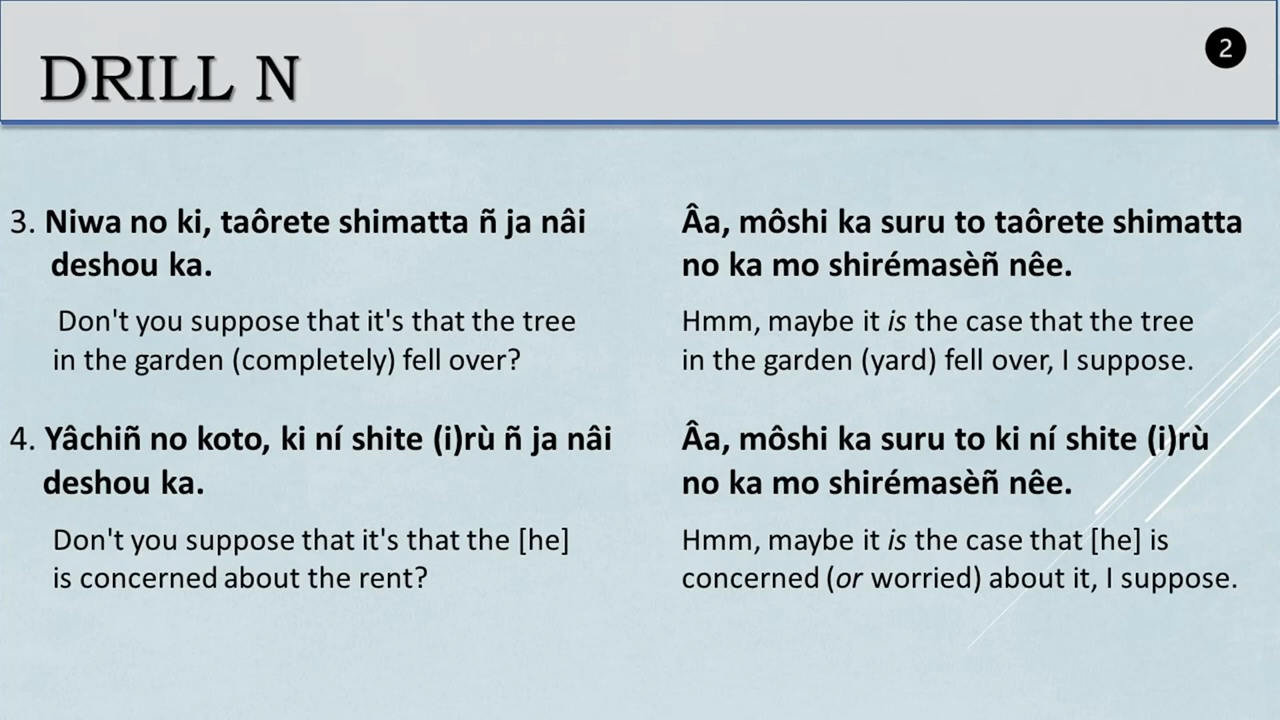 DRILL N
2
3. Niwa no ki, taôrete shimatta ñ ja nâi
deshou ka.
Don't you suppose that it's that the tree
in the garden (completely) fell over?
Âa, môshi ka suru to taôrete shimatta
no ka mo shirémasèñ nêe.
Hmm, maybe it is the case that the tree
in the garden (yard) fell over, I suppose.
4. Yâchiñ no koto, ki ní shite (i)rù ñ ja nâi
deshou ka.
Don't you suppose that it's that the [he]
is concerned about the rent?
Âa, môshi ka suru to ki ní shite (i)rù
no ka mo shirémasèñ nêe.
Hmm, maybe it is the case that [he] is
concerned (or worried) about it, I suppose.